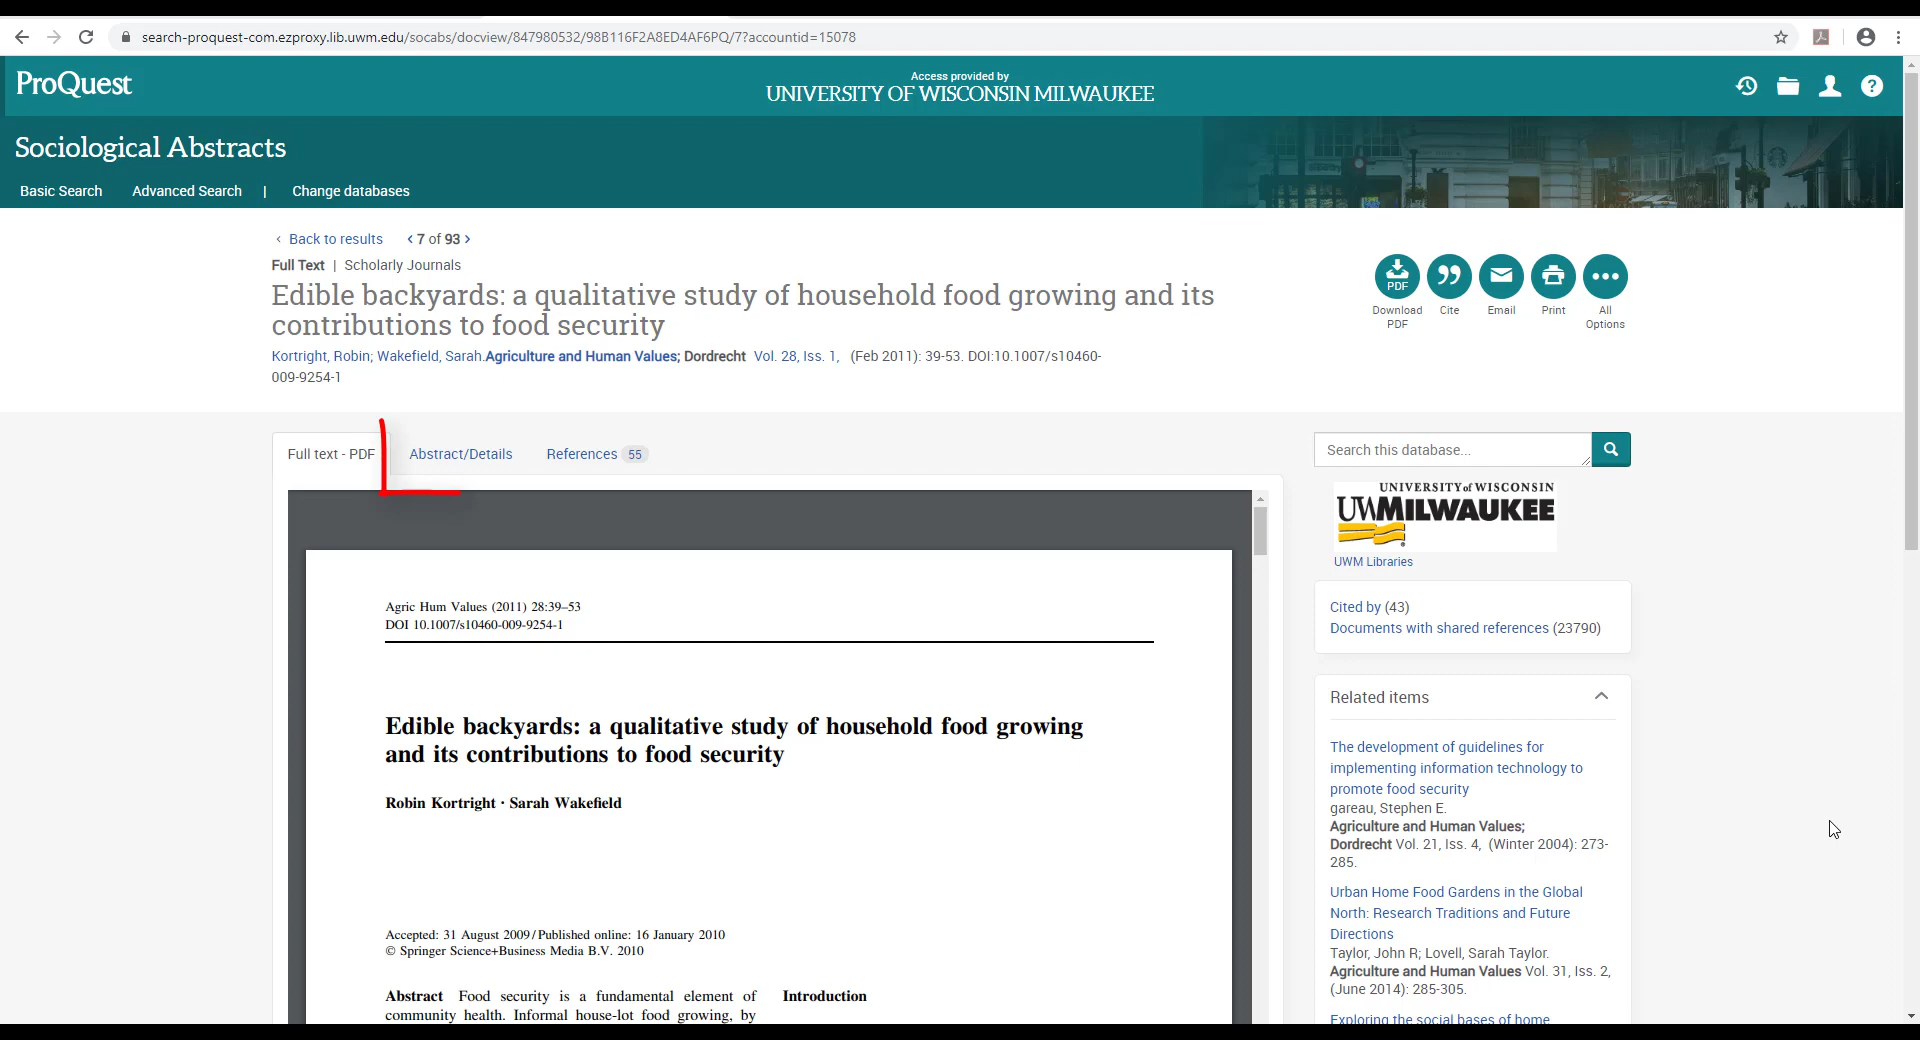 search-proquest-com.ezproxy.lib.uwm.edu/socabs/docview/847980532/98B116F2A8ED4AF6PQ/7?accountid=15078
ProQuest
Access provided by
UNIVERSITY OF WISCONSIN MILWAUKEE
Sociological Abstracts
Basic Search Advanced Search | Change databases
‹ Back to results ‹ 7 of 93 ›
Full Text | Scholarly Journals
Edible backyards: a qualitative study of household food growing and its
contributions to food security
Kortright, Robin; Wakefield, Sarah.Agriculture and Human Values; Dordrecht Vol. 28, Iss. 1, (Feb 2011): 39-53. DOI:10.1007/s10460-
009-9254-1
PDF
Download
PDF
Cite
Email
Print
All
Options
Full text - PDF Abstract/Details References 55
Agric Hum Values (2011) 28:39–53
DOI 10.1007/s10460-009-9254-1
Edible backyards: a qualitative study of household food growing
and its contributions to food security
Robin Kortright · Sarah Wakefield
Accepted: 31 August 2009 / Published online: 16 January 2010
© Springer Science+Business Media B.V. 2010
Abstract Food security is a fundamental element of
community health. Informal house-lot food growing, by
Introduction
Search this database...
UNIVERSITY of WISCONSIN
UWMILWAUKEE
UWM Libraries
Cited by (43)
Documents with shared references (23790)
Related items
The development of guidelines for
implementing information technology to
promote food security
gareau, Stephen E.
Agriculture and Human Values;
Dordrecht Vol. 21, Iss. 4, (Winter 2004): 273-
285.
Urban Home Food Gardens in the Global
North: Research Traditions and Future
Directions
Taylor, John R; Lovell, Sarah Taylor.
Agriculture and Human Values Vol. 31, Iss. 2,
(June 2014): 285-305.
Exploring the social bases of home